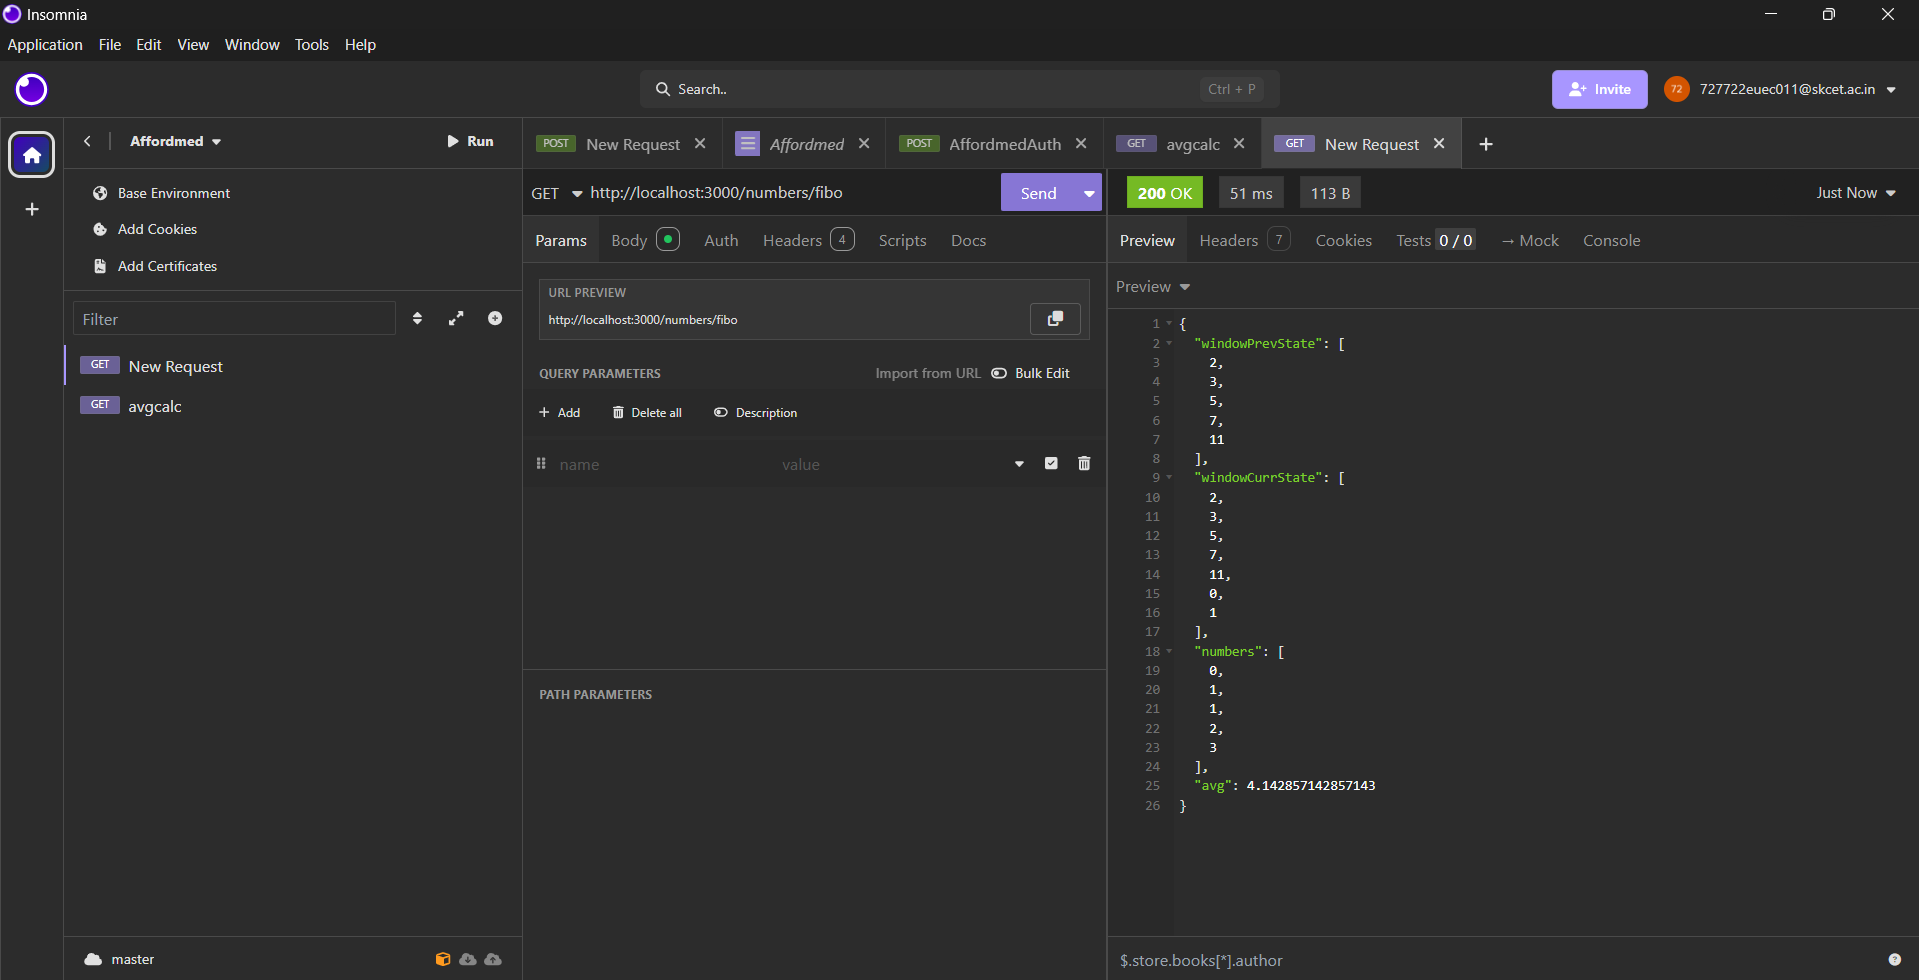 Insomnia
Application File Edit View Window Tools Help
Search.. Ctrl + P
Invite
72 727722euec011@skcet.ac.in
Affordmed
Run
POST New Request
Affordmed
POST AffordmedAuth
GET avgcalc
GET New Request
Base Environment
Add Cookies
Add Certificates
Filter
GET New Request
GET avgcalc
master
GET http://localhost:3000/numbers/fibo
Send
Params Body Auth Headers 4 Scripts Docs
URL PREVIEW
http://localhost:3000/numbers/fibo
QUERY PARAMETERS Import from URL Bulk Edit
+ Add Delete all Description
name value
PATH PARAMETERS
200 OK 51 ms 113 B Just Now
Preview Headers 7 Cookies Tests 0 / 0 → Mock Console
Preview
1 {
2 "windowPrevState": [
3 2,
4 3,
5 5,
6 7,
7 11
8 ],
9 "windowCurrState": [
10 2,
11 3,
12 5,
13 7,
14 11,
15 0,
16 1
17 ],
18 "numbers": [
19 0,
20 1,
21 1,
22 2,
23 3
24 ],
25 "avg": 4.142857142857143
26 }
$.store.books[*].author